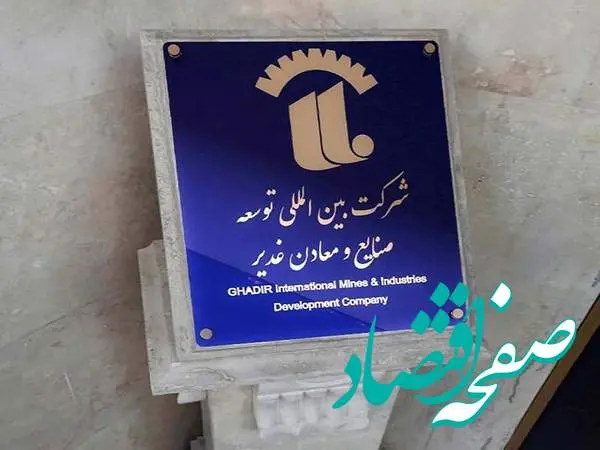 شرکت بین المللی توسعه
صنایع و معادن غدیر
GHADIR International Mines & Industries
Development Company
صفحه اقتصاد